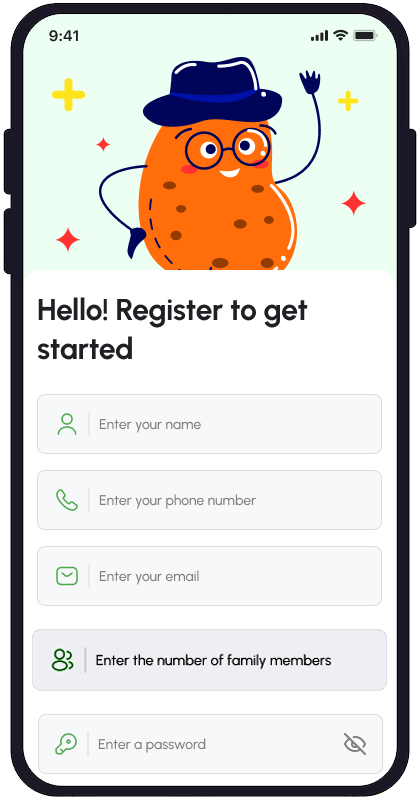 9:41
Hello! Register to get
started
Enter your name
Enter your phone number
Enter your email
Enter the number of family members
Enter a password